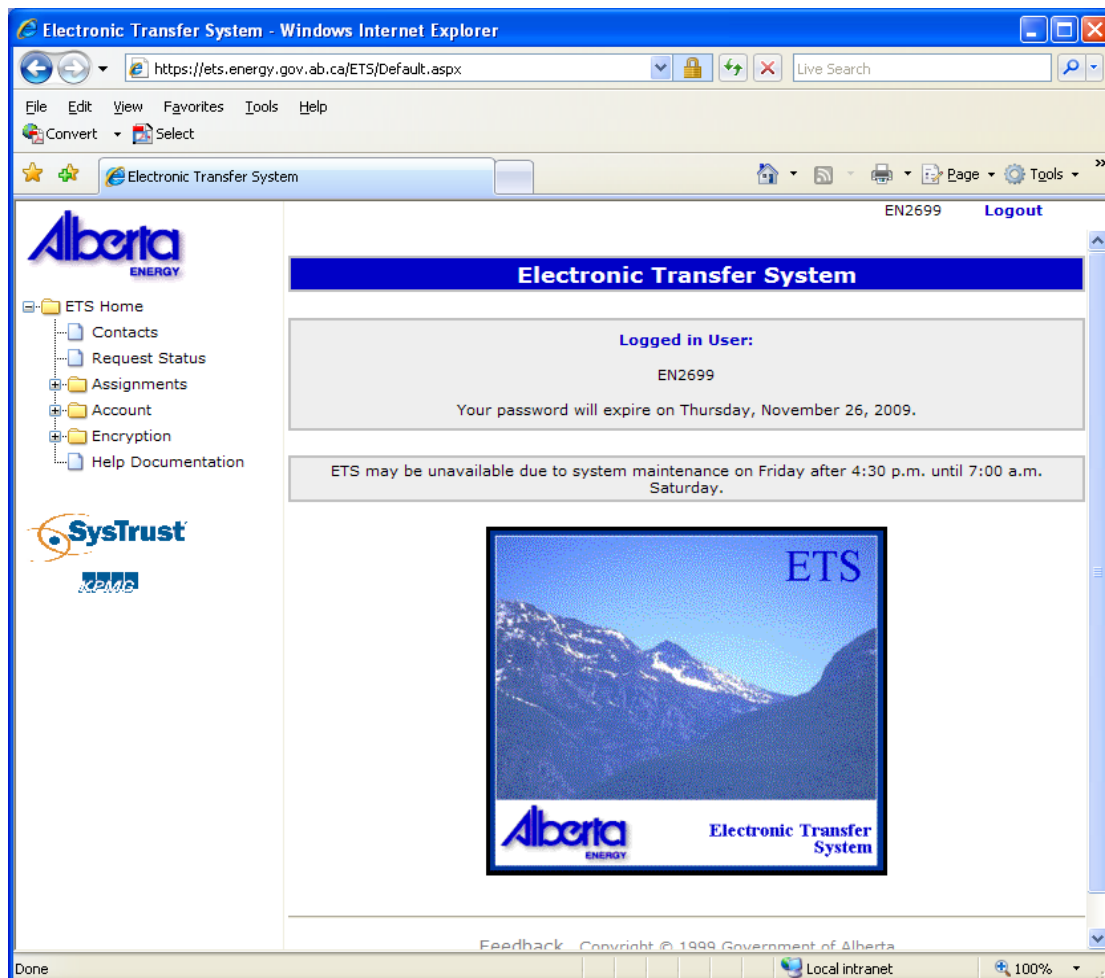 Electronic Transfer System - Windows Internet Explorer
https://ets.energy.gov.ab.ca/ETS/Default.aspx
Live Search
File Edit View Favorites Tools Help
Convert Select
Electronic Transfer System
Page Tools »
EN2699 Logout
Alberta
ENERGY
Electronic Transfer System
ETS Home
Contacts
Request Status
Assignments
Account
Encryption
Help Documentation
SysTrust
KPMG
Logged in User:
EN2699
Your password will expire on Thursday, November 26, 2009.
ETS may be unavailable due to system maintenance on Friday after 4:30 p.m. until 7:00 a.m.
Saturday.
ETS
Alberta
ENERGY
Electronic Transfer
System
Feedback Copyright © 1999 Government of Alberta
Done Local intranet 100%